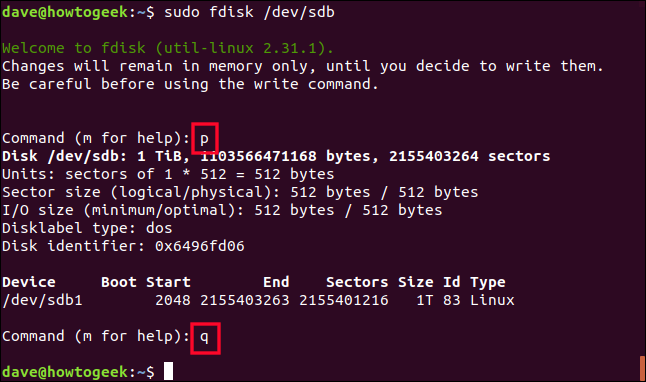 dave@howtogeek:~$ sudo fdisk /dev/sdb
Welcome to fdisk (util-linux 2.31.1).
Changes will remain in memory only, until you decide to write them.
Be careful before using the write command.
Command (m for help): p
Disk /dev/sdb: 1 TiB, 1103566471168 bytes, 2155403264 sectors
Units: sectors of 1 * 512 = 512 bytes
Sector size (logical/physical): 512 bytes / 512 bytes
I/O size (minimum/optimal): 512 bytes / 512 bytes
Disklabel type: dos
Disk identifier: 0x6496fd06
Device     Boot Start        End    Sectors Size Id Type
/dev/sdb1        2048 2155403263 2155401216   1T 83 Linux
Command (m for help): q
dave@howtogeek:~$